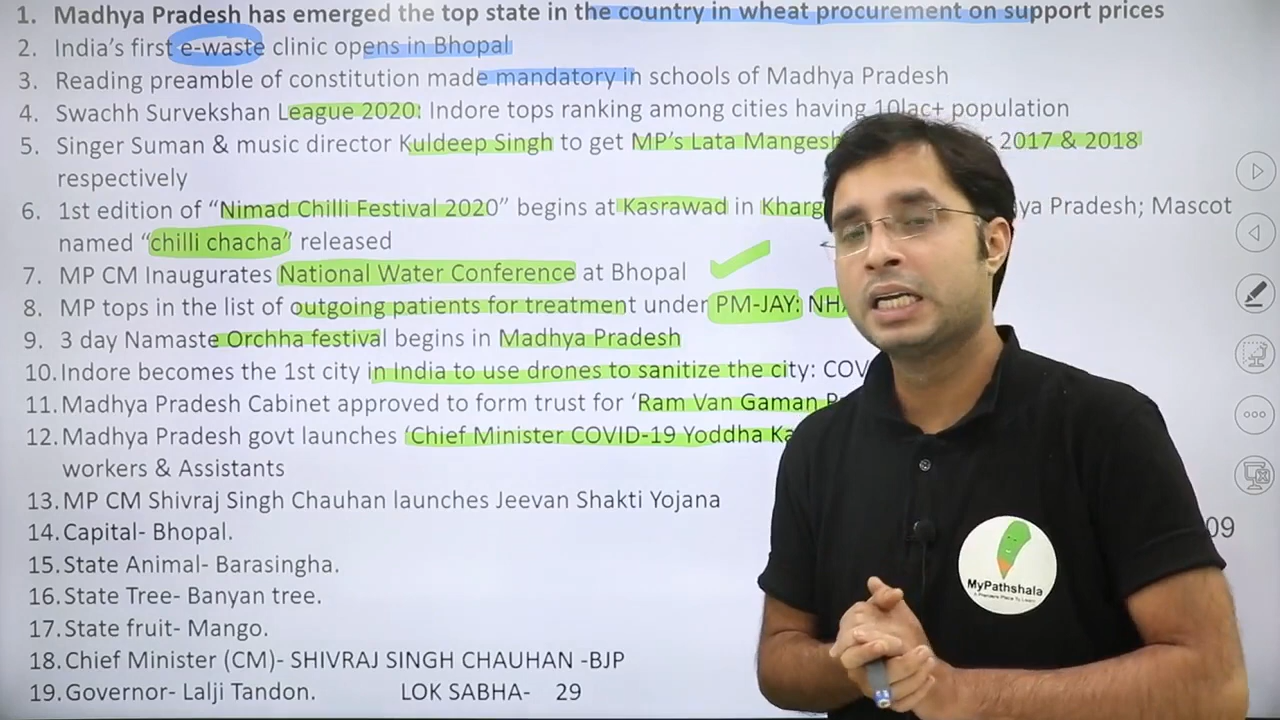 1. Madhya Pradesh has emerged the top state in the country in wheat procurement on support prices
2. India's first e-waste clinic opens in Bhopal
3. Reading preamble of constitution made mandatory in schools of Madhya Pradesh
4. Swachh Survekshan League 2020: Indore tops ranking among cities having 10lac+ population
5. Singer Suman & music director Kuldeep Singh to get MP's Lata 2017 & 2018
respectively
6. 1st edition of "Nimad Chilli Festival 2020" begins at Kasrawad in Pradesh; Mascot
named "chilli chacha" released
7. MP CM Inaugurates National Water Conference at Bhopal
8. MP tops in the list of outgoing patients for treatment under PM-JAY:
9. 3 day Namaste Orchha festival begins in Madhya Pradesh
10. Indore becomes the 1st city in India to use drones to sanitize the city:
11. Madhya Pradesh Cabinet approved to form trust for 'Ram Van Gaman
12. Madhya Pradesh govt launches 'Chief Minister COVID-19 Yoddha
workers & Assistants
13. MP CM Shivraj Singh Chauhan launches Jeevan Shakti Yojana
14. Capital- Bhopal.
15. State Animal- Barasingha.
16. State Tree- Banyan tree.
17. State fruit- Mango.
18. Chief Minister (CM)- SHIVRAJ SINGH CHAUHAN -BJP
19. Governor- Lalji Tandon. LOK SABHA- 29
09
MyPathshala